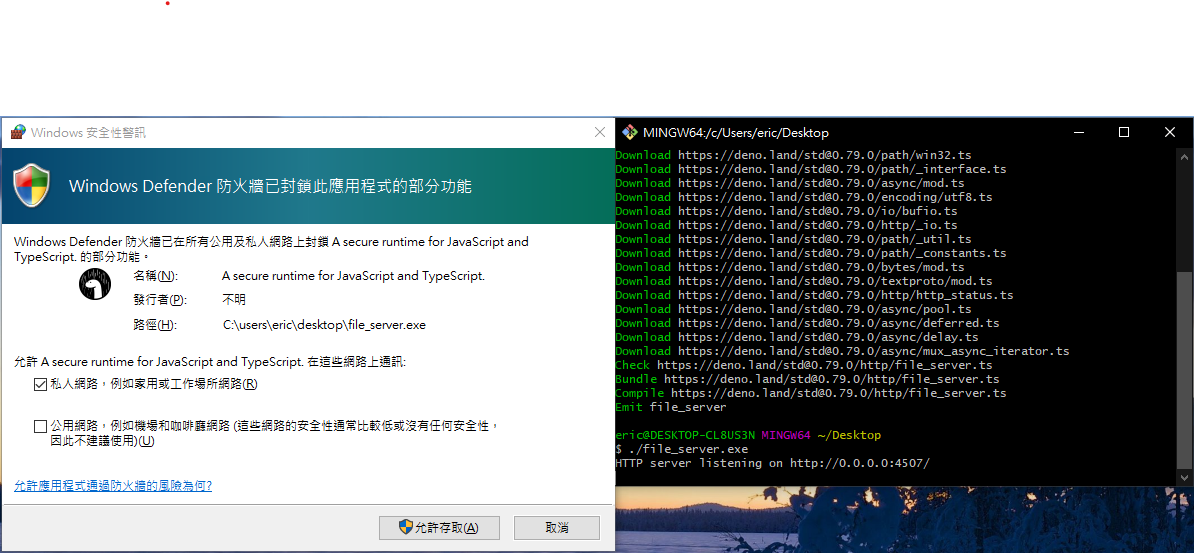 Windows 安全性警訊
Windows Defender 防火牆已封鎖此應用程式的部分功能
Windows Defender 防火牆已在所有公用及私人網路上封鎖 A secure runtime for JavaScript and
TypeScript. 的部分功能。
名稱(N): A secure runtime for JavaScript and TypeScript.
發行者(P): 不明
路徑(H): C:\users\eric\desktop\file_server.exe
允許 A secure runtime for JavaScript and TypeScript. 在這些網路上通訊:
私人網路，例如家用或工作場所網路(R)
公用網路，例如機場和咖啡廳網路 (這些網路的安全性通常比較低或沒有任何安全性，
因此不建議使用)(U)
允許應用程式通過防火牆的風險為何?
允許存取(A)
取消
MINGW64:/c/Users/eric/Desktop
Download https://deno.land/std@0.79.0/path/win32.ts
Download https://deno.land/std@0.79.0/path/_interface.ts
Download https://deno.land/std@0.79.0/async/mod.ts
Download https://deno.land/std@0.79.0/encoding/utf8.ts
Download https://deno.land/std@0.79.0/io/bufio.ts
Download https://deno.land/std@0.79.0/http/_io.ts
Download https://deno.land/std@0.79.0/path/_util.ts
Download https://deno.land/std@0.79.0/path/_constants.ts
Download https://deno.land/std@0.79.0/bytes/mod.ts
Download https://deno.land/std@0.79.0/textproto/mod.ts
Download https://deno.land/std@0.79.0/http/http_status.ts
Download https://deno.land/std@0.79.0/async/pool.ts
Download https://deno.land/std@0.79.0/async/deferred.ts
Download https://deno.land/std@0.79.0/async/delay.ts
Download https://deno.land/std@0.79.0/async/mux_async_iterator.ts
Check https://deno.land/std@0.79.0/http/file_server.ts
Bundle https://deno.land/std@0.79.0/http/file_server.ts
Compile https://deno.land/std@0.79.0/http/file_server.ts
Emit file_server
eric@DESKTOP-CL8US3N MINGW64 ~/Desktop
$ ./file_server.exe
HTTP server listening on http://0.0.0.0:4507/